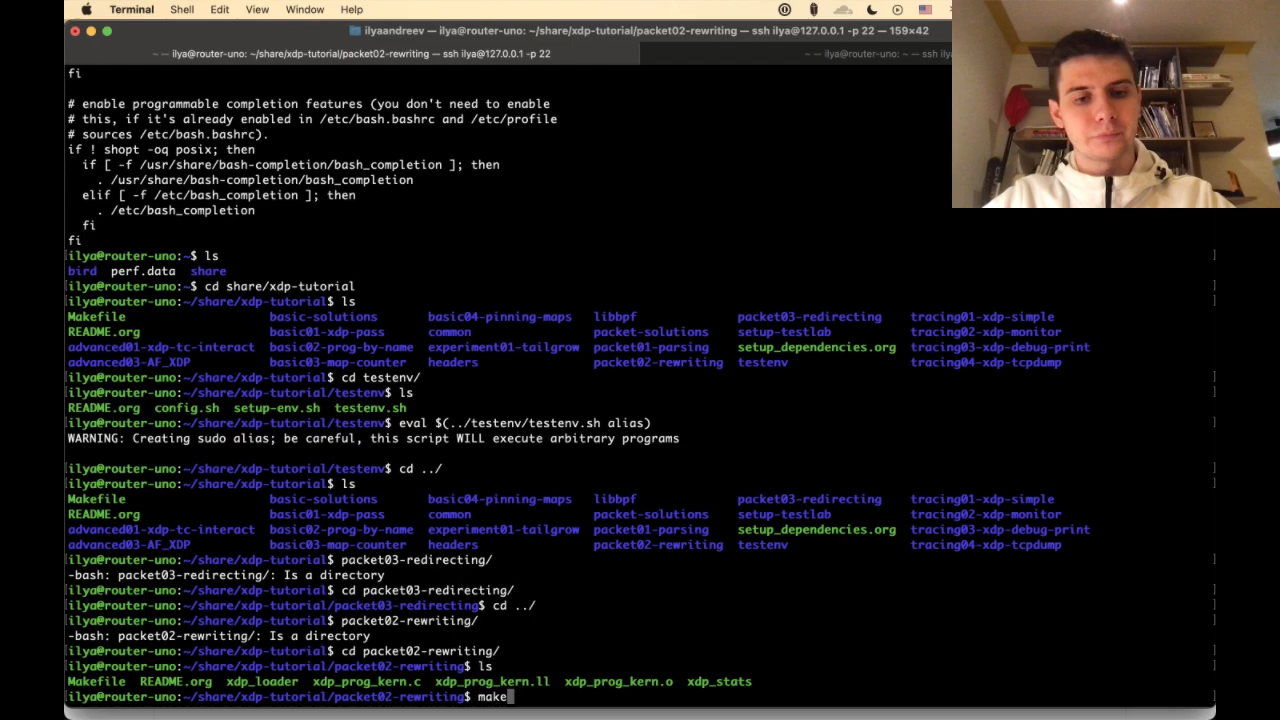 Terminal Shell Edit View Window Help
ilyaandreev — ilya@router-uno: ~/share/xdp-tutorial/packet02-rewriting — ssh ilya@127.0.0.1 -p 22 — 159×42
~ — ilya@router-uno: ~/share/xdp-tutorial/packet02-rewriting — ssh ilya@127.0.0.1 -p 22
~ — ilya@router-uno: ~ — ssh ily
fi
# enable programmable completion features (you don't need to enable
# this, if it's already enabled in /etc/bash.bashrc and /etc/profile
# sources /etc/bash.bashrc).
if ! shopt -oq posix; then
  if [ -f /usr/share/bash-completion/bash_completion ]; then
    . /usr/share/bash-completion/bash_completion
  elif [ -f /etc/bash_completion ]; then
    . /etc/bash_completion
  fi
fi
[ilya@router-uno:~$ ls ]
bird perf.data share
[ilya@router-uno:~$ cd share/xdp-tutorial ]
[ilya@router-uno:~/share/xdp-tutorial$ ls ]
Makefile basic-solutions basic04-pinning-maps libbpf packet03-redirecting tracing01-xdp-simple
README.org basic01-xdp-pass common packet-solutions setup-testlab tracing02-xdp-monitor
advanced01-xdp-tc-interact basic02-prog-by-name experiment01-tailgrow packet01-parsing setup_dependencies.org tracing03-xdp-debug-print
advanced03-AF_XDP basic03-map-counter headers packet02-rewriting testenv tracing04-xdp-tcpdump
[ilya@router-uno:~/share/xdp-tutorial$ cd testenv/ ]
[ilya@router-uno:~/share/xdp-tutorial/testenv$ ls ]
README.org config.sh setup-env.sh testenv.sh
[ilya@router-uno:~/share/xdp-tutorial/testenv$ eval $(../testenv/testenv.sh alias) ]
WARNING: Creating sudo alias; be careful, this script WILL execute arbitrary programs
[ilya@router-uno:~/share/xdp-tutorial/testenv$ cd ../ ]
[ilya@router-uno:~/share/xdp-tutorial$ ls ]
Makefile basic-solutions basic04-pinning-maps libbpf packet03-redirecting tracing01-xdp-simple
README.org basic01-xdp-pass common packet-solutions setup-testlab tracing02-xdp-monitor
advanced01-xdp-tc-interact basic02-prog-by-name experiment01-tailgrow packet01-parsing setup_dependencies.org tracing03-xdp-debug-print
advanced03-AF_XDP basic03-map-counter headers packet02-rewriting testenv tracing04-xdp-tcpdump
[ilya@router-uno:~/share/xdp-tutorial$ packet03-redirecting/ ]
-bash: packet03-redirecting/: Is a directory
[ilya@router-uno:~/share/xdp-tutorial$ cd packet03-redirecting/ ]
[ilya@router-uno:~/share/xdp-tutorial/packet03-redirecting$ cd ../ ]
[ilya@router-uno:~/share/xdp-tutorial$ packet02-rewriting/ ]
-bash: packet02-rewriting/: Is a directory
[ilya@router-uno:~/share/xdp-tutorial$ cd packet02-rewriting/ ]
[ilya@router-uno:~/share/xdp-tutorial/packet02-rewriting$ ls ]
Makefile README.org xdp_loader xdp_prog_kern.c xdp_prog_kern.ll xdp_prog_kern.o xdp_stats
ilya@router-uno:~/share/xdp-tutorial/packet02-rewriting$ make